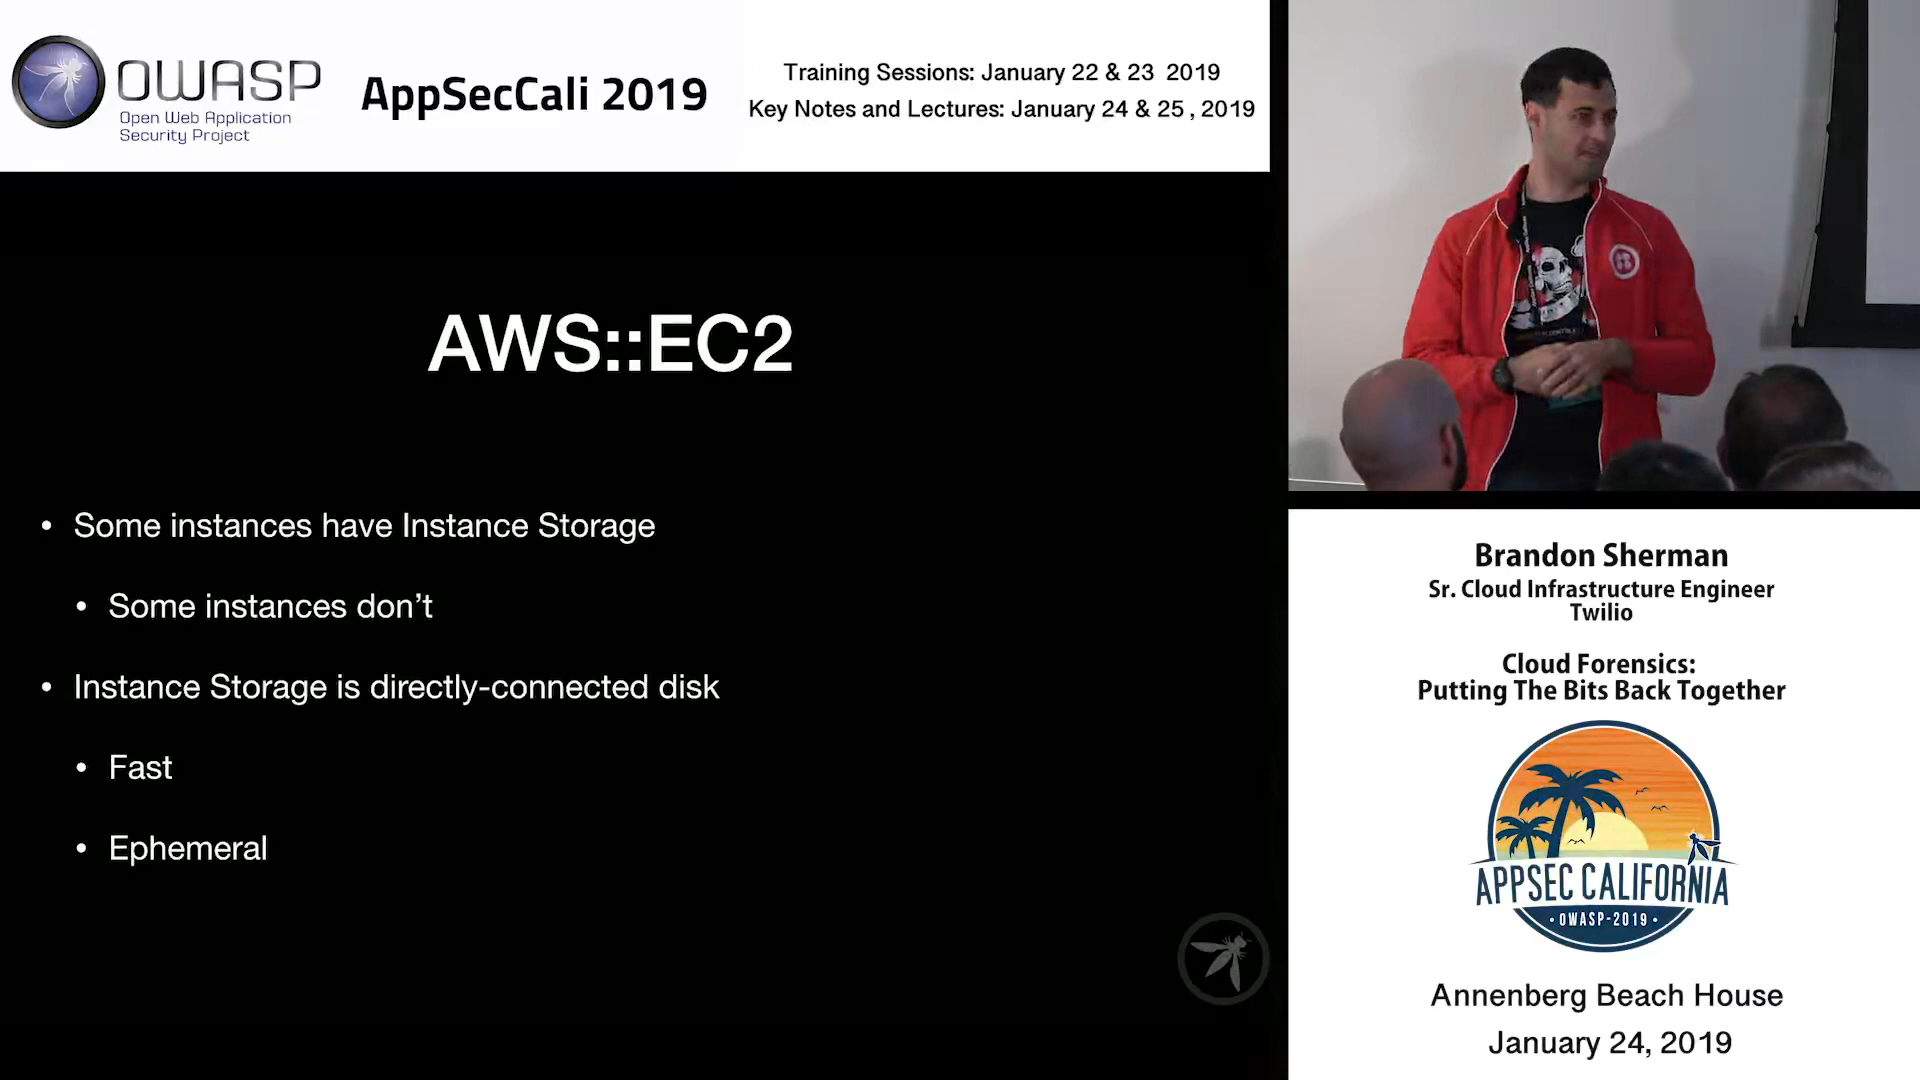 OWASP
Open Web Application
Security Project
AppSecCali 2019
Training Sessions: January 22 & 23 2019
Key Notes and Lectures: January 24 & 25 , 2019
AWS::EC2
• Some instances have Instance Storage
• Some instances don’t
• Instance Storage is directly-connected disk
• Fast
• Ephemeral
Brandon Sherman
Sr. Cloud Infrastructure Engineer
Twilio
Cloud Forensics:
Putting The Bits Back Together
APPSEC CALIFORNIA
• OWASP-2019 •
Annenberg Beach House
January 24, 2019